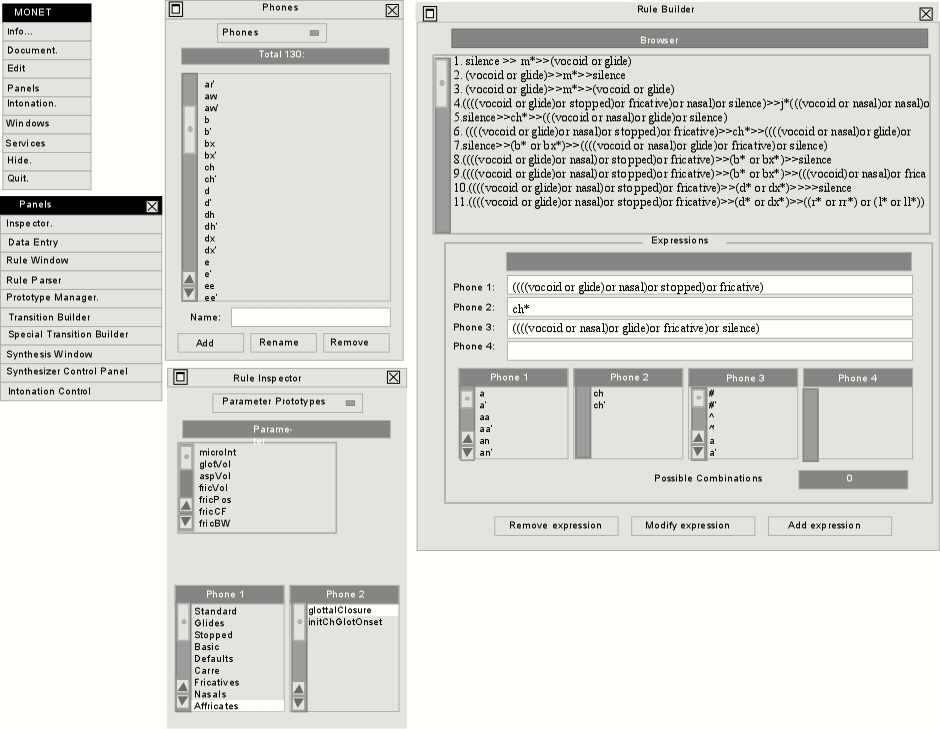 MONET
Info...
Document.
Edit
Panels
Intonation.
Windows
Services
Hide.
Quit.
Panels
Inspector.
Data Entry
Rule Window
Rule Parser
Prototype Manager.
Transition Builder
Special Transition Builder
Synthesis Window
Synthesizer Control Panel
Intonation Control
Phones
Phones
Total 130:
ar'
aw
aw'
b
b'
bx
bx'
ch
ch'
d
d'
dh
dh'
dx
dx'
e
e'
ee
ee'
Name:
Add Rename Remove
Rule Inspector
Parameter Prototypes
Parame-
microInt
glotVol
aspVol
fricVol
fricPos
fricCF
fricBW
Phone 1
Standard
Glides
Stopped
Basic
Defaults
Carre
Fricatives
Nasals
Affricates
Phone 2
glottalClosure
initChGlotOnset
Rule Builder
Browser
1. silence >> m*>>(vocoid or glide)
2. (vocoid or glide)>>m*>>silence
3. (vocoid or glide)>>m*>>(vocoid or glide)
4.((((vocoid or glide)or stopped)or fricative)or nasal)or silence)>>j*(((vocoid or nasal)or nasal)o
5.silence>>ch*>>(((vocoid or nasal)or glide)or silence)
6. ((((vocoid or glide)or nasal)or stopped)or fricative)>>ch*>>((((vocoid or nasal)or glide)or
7.silence>>(b* or bx*)>>((((vocoid or nasal)or glide)or fricative)or silence)
8.((((vocoid or glide)or nasal)or stopped)or fricative)>>(b* or bx*)>>silence
9.((((vocoid or glide)or nasal)or stopped)or fricative)>>(b* or bx*)>>(((vocoid)or nasal)or frica
10.((((vocoid or glide)or nasal)or stopped)or fricative)>>(d* or dx*)>>>>silence
11.((((vocoid or glide)or nasal)or stopped)or fricative)>>(d* or dx*)>>((r* or rr*) or (l* or ll*))
Expressions
Phone 1: ((((vocoid or glide)or nasal)or stopped)or fricative)
Phone 2: ch*
Phone 3: ((((vocoid or nasal)or glide)or fricative)or silence)
Phone 4:
Phone 1
a
a'
aa
aa'
an
an'
Phone 2
ch
ch'
Phone 3
#
#'
^
^'
a
a'
Phone 4
Possible Combinations 0
Remove expression Modify expression Add expression